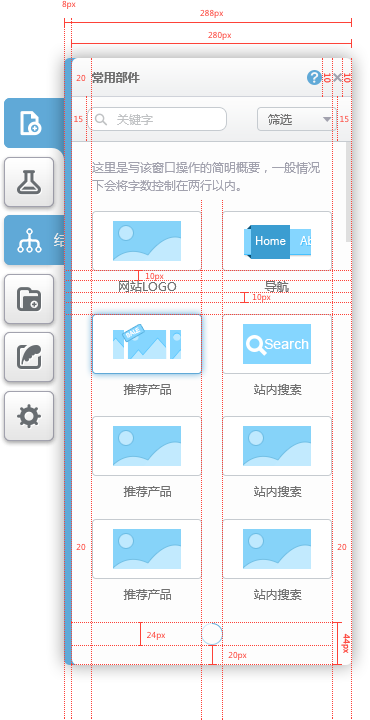 8px
288px
280px
20
常用部件
?
10
10
15
关键字
筛选
15
这里是写该窗口操作的简明概要，一般情况
下会将字数控制在两行以内。
结
Home
Ab
10px
网站LOGO
导航
10px
SALE
Search
推荐产品
站内搜索
推荐产品
站内搜索
20
20
推荐产品
站内搜索
24px
44px
20px